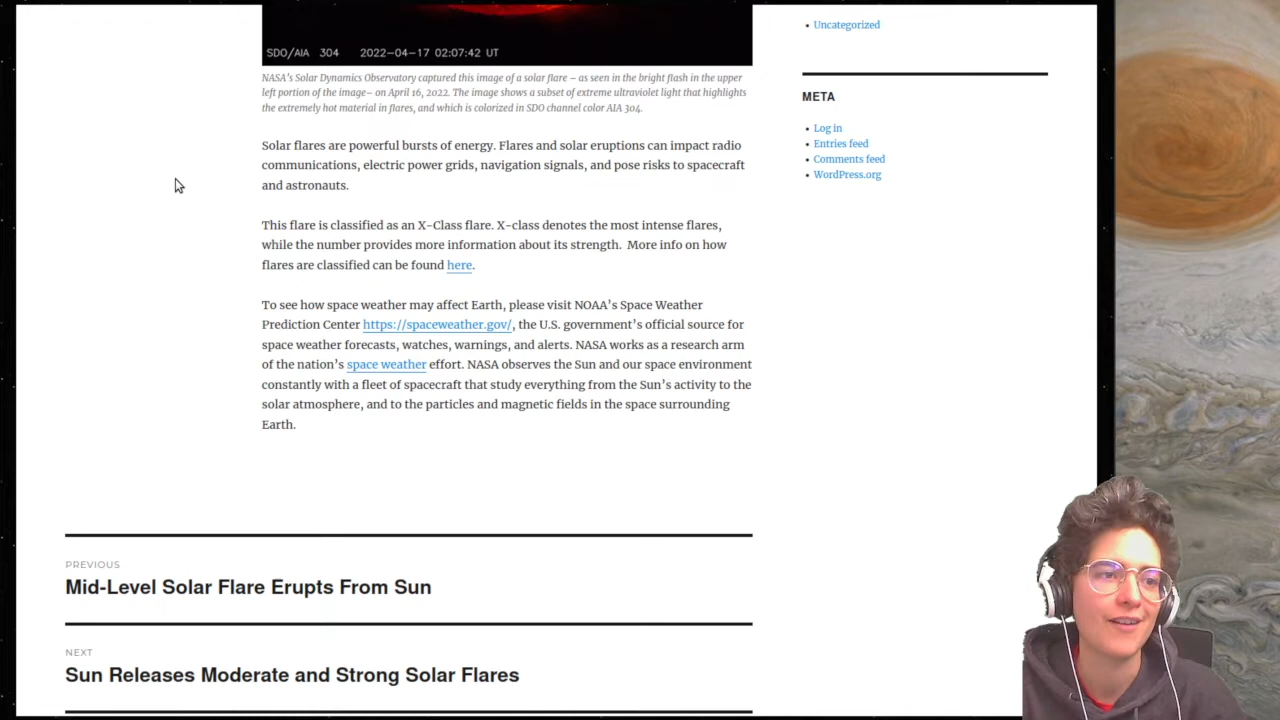 SDO/AIA 304 2022-04-17 02:07:42 UT
NASA's Solar Dynamics Observatory captured this image of a solar flare – as seen in the bright flash in the upper
left portion of the image– on April 16, 2022. The image shows a subset of extreme ultraviolet light that highlights
the extremely hot material in flares, and which is colorized in SDO channel color AIA 304.
Solar flares are powerful bursts of energy. Flares and solar eruptions can impact radio
communications, electric power grids, navigation signals, and pose risks to spacecraft
and astronauts.
This flare is classified as an X-Class flare. X-class denotes the most intense flares,
while the number provides more information about its strength. More info on how
flares are classified can be found here.
To see how space weather may affect Earth, please visit NOAA's Space Weather
Prediction Center https://spaceweather.gov/, the U.S. government's official source for
space weather forecasts, watches, warnings, and alerts. NASA works as a research arm
of the nation's space weather effort. NASA observes the Sun and our space environment
constantly with a fleet of spacecraft that study everything from the Sun's activity to the
solar atmosphere, and to the particles and magnetic fields in the space surrounding
Earth.
PREVIOUS
Mid-Level Solar Flare Erupts From Sun
NEXT
Sun Releases Moderate and Strong Solar Flares
Uncategorized
META
Log in
Entries feed
Comments feed
WordPress.org